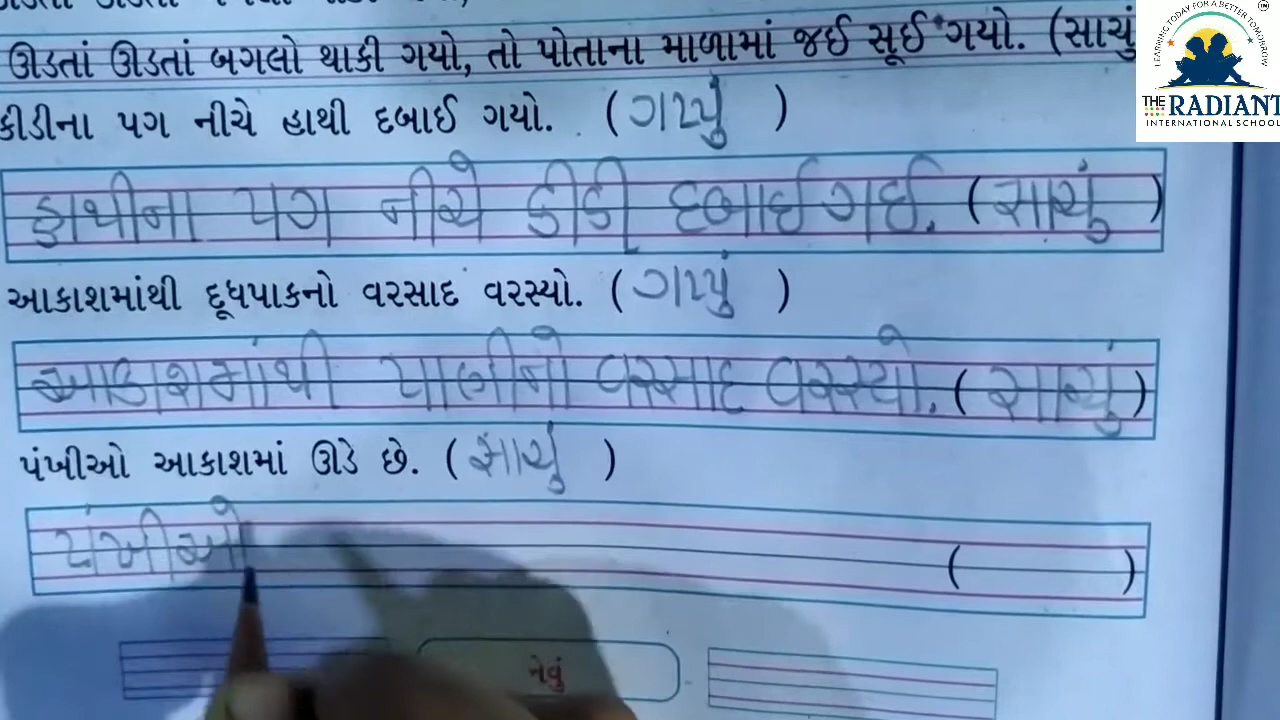 ઊડતાં ઊડતાં બગલો થાકી ગયો, તો પોતાના માળામાં જઈ સૂઈ ગયો. (સાચું
કીડીના પગ નીચે હાથી દબાઈ ગયો. (ગપ્પું)
હાથીના પગ નીચે કીડી દબાઈ ગઈ. (સાચું)
આકાશમાંથી દૂધપાકનો વરસાદ વરસ્યો. (ગપ્પું)
આકાશમાંથી પાણીનો વરસાદ વરસ્યો. (સાચું)
પંખીઓ આકાશમાં ઊડે છે. (સાચું)
પંખીઓ ( )
નેવું
LEARNING TODAY FOR A BETTER TOMORROW
THE RADIANT
INTERNATIONAL SCHOOL